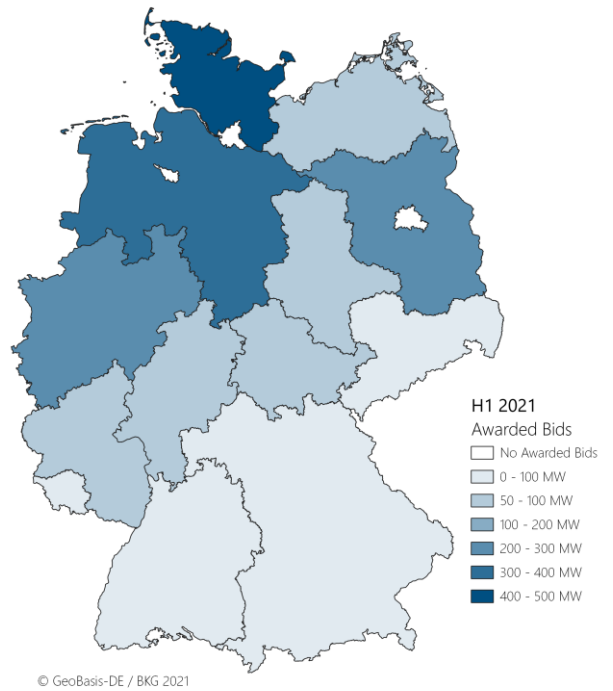 H1 2021
Awarded Bids
No Awarded Bids
0 - 100 MW
50 - 100 MW
100 - 200 MW
200 - 300 MW
300 - 400 MW
400 - 500 MW
© GeoBasis-DE / BKG 2021